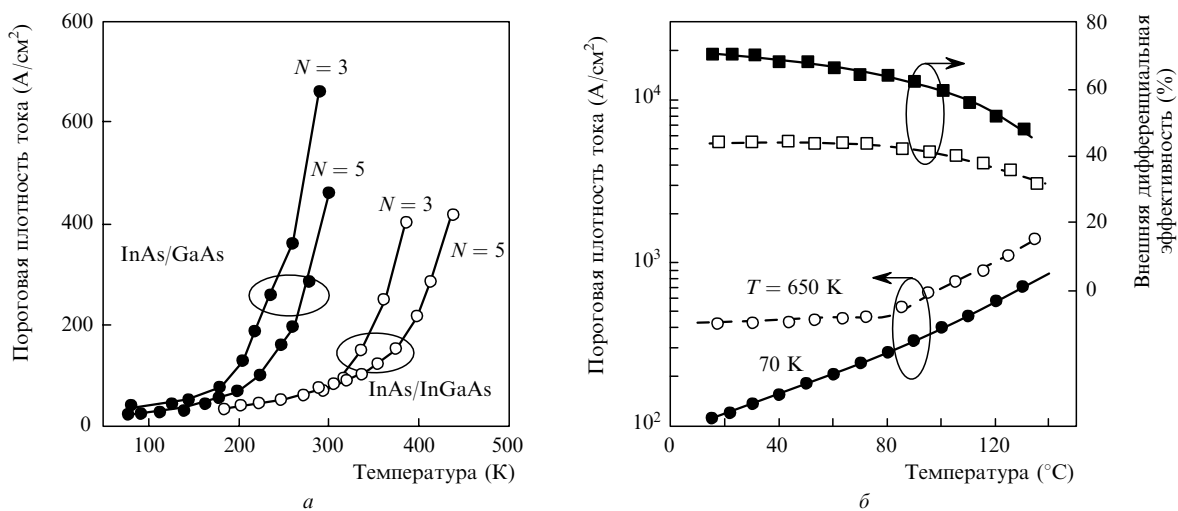 Пороговая плотность тока (А/см²)
600
600
400
200
0
N = 3
N = 5
N = 3
N = 5
InAs/GaAs
InAs/InGaAs
100
200
300
400
500
Температура (К)
а
Пороговая плотность тока (А/см²)
10⁴
10³
10²
T = 650 K
70 K
80
60
40
20
0
Внешняя дифференциальная
эффективность (%)
0
40
80
120
Температура (°С)
б